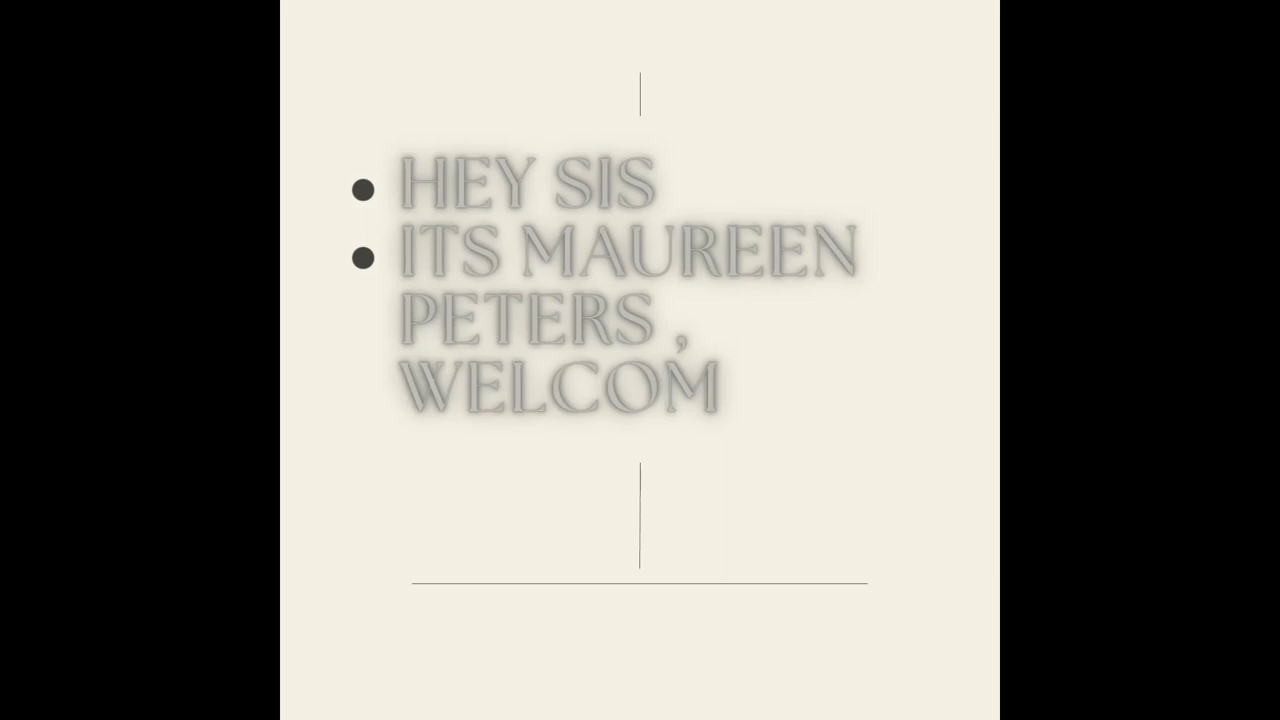 • HEY SIS
• ITS MAUREEN
PETERS ,
WELCOM